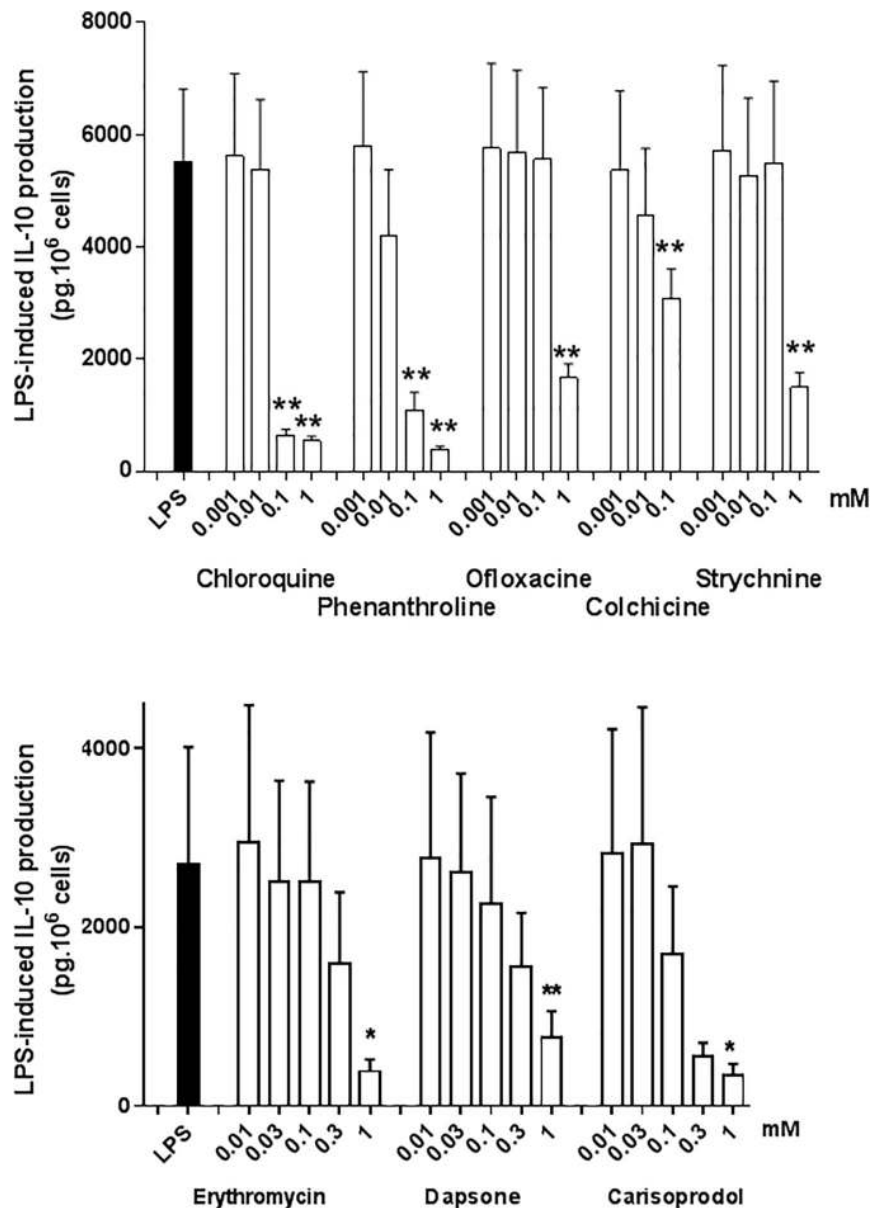 LPS-induced IL-10 production
(pg.10⁶ cells)
8000
6000
4000
2000
0
** ** ** ** ** ** **
LPS 0.001 0.01 0.1 1 0.001 0.01 0.1 1 0.001 0.01 0.1 1 0.001 0.01 0.1 0.001 0.01 0.1 1 mM
Chloroquine Ofloxacine Strychnine
Phenanthroline Colchicine
LPS-induced IL-10 production
(pg.10⁶ cells)
4000
2000
0
* ** *
LPS 0.01 0.03 0.1 0.3 1 0.01 0.03 0.1 0.3 1 0.01 0.03 0.1 0.3 1 mM
Erythromycin Dapsone Carisoprodol